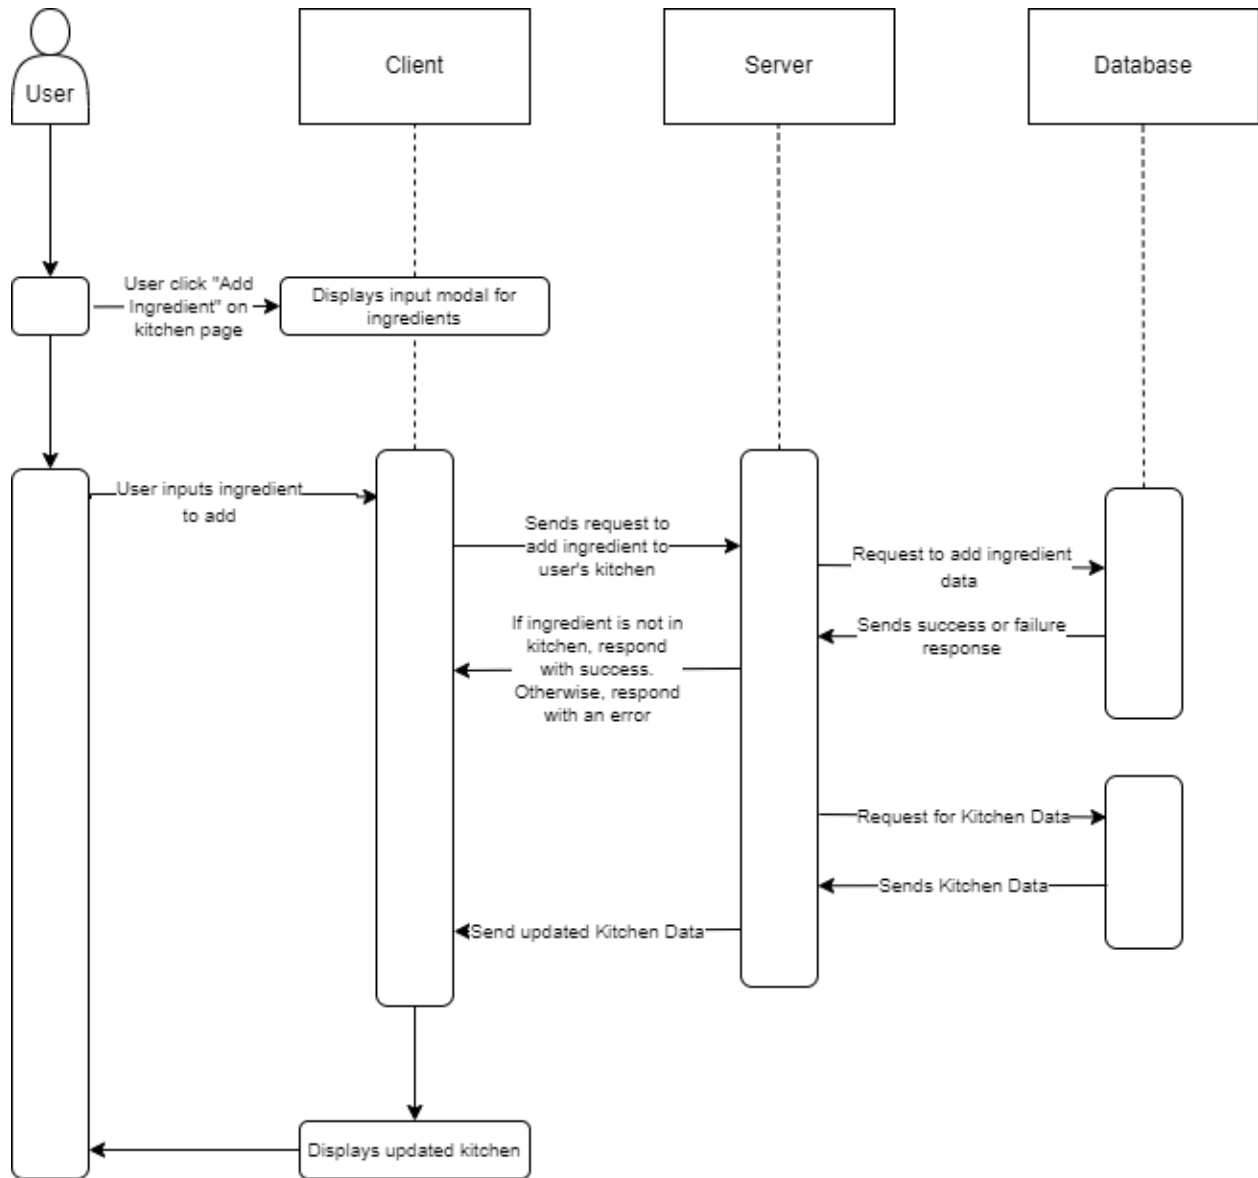 User
Client
Server
Database
User click "Add
Ingredient" on
kitchen page
Displays input modal for
ingredients
User inputs ingredient
to add
Sends request to
add ingredient to
user's kitchen
Request to add ingredient
data
If ingredient is not in
kitchen, respond
with success.
Otherwise, respond
with an error
Sends success or failure
response
Request for Kitchen Data
Sends Kitchen Data
Send updated Kitchen Data
Displays updated kitchen